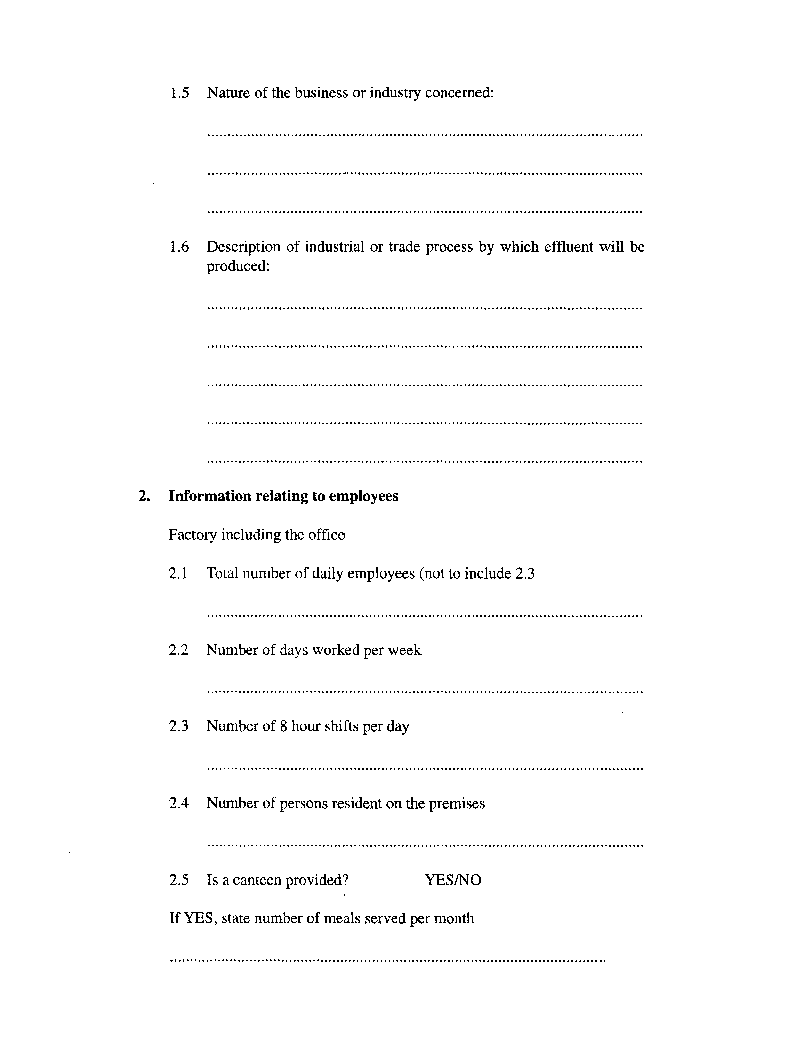 1.5 Nature of the business or industry concerned:
..........................................................................................................
..........................................................................................................
..........................................................................................................
1.6 Description of industrial or trade process by which effluent will be
produced:
..........................................................................................................
..........................................................................................................
..........................................................................................................
..........................................................................................................
..........................................................................................................
2. Information relating to employees
Factory including the office
2.1 Total number of daily employees (not to include 2.3
..........................................................................................................
2.2 Number of days worked per week
..........................................................................................................
2.3 Number of 8 hour shifts per day
..........................................................................................................
2.4 Number of persons resident on the premises
..........................................................................................................
2.5 Is a canteen provided? YES/NO
If YES, state number of meals served per month
..........................................................................................................